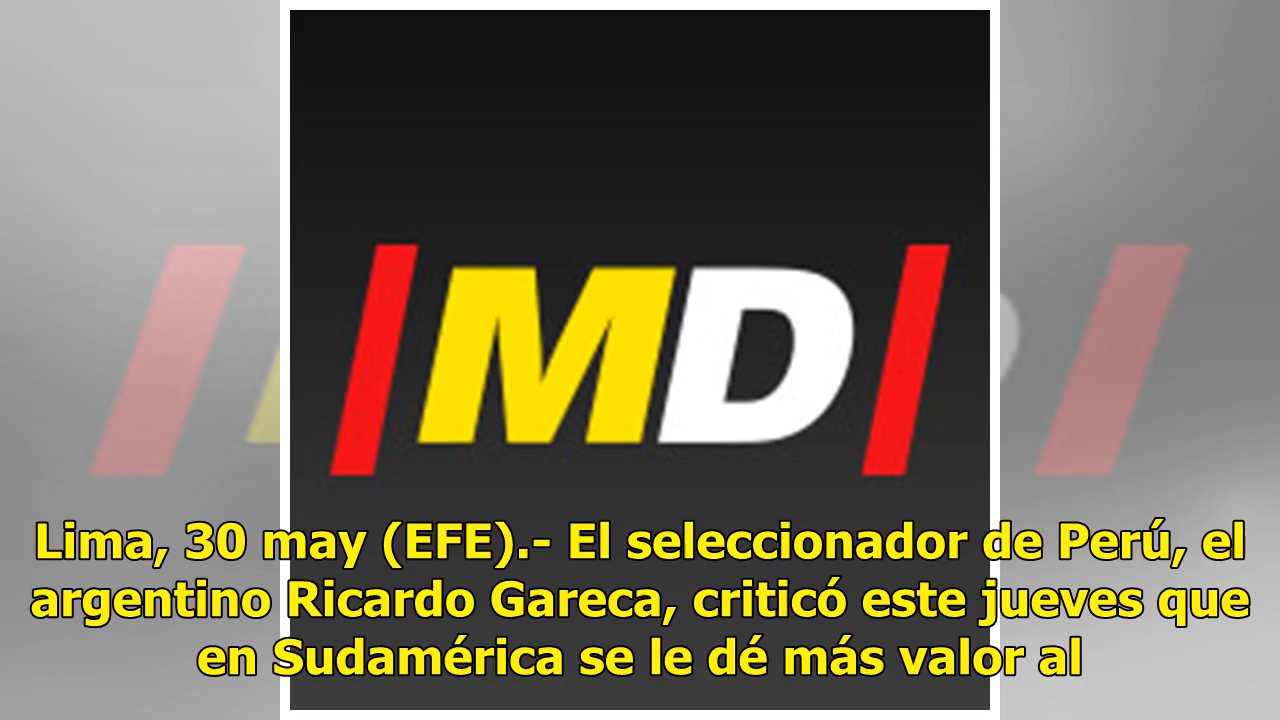 |MD|
Lima, 30 may (EFE).- El seleccionador de Perú, el
argentino Ricardo Gareca, criticó este jueves que
en Sudamérica se le dé más valor al